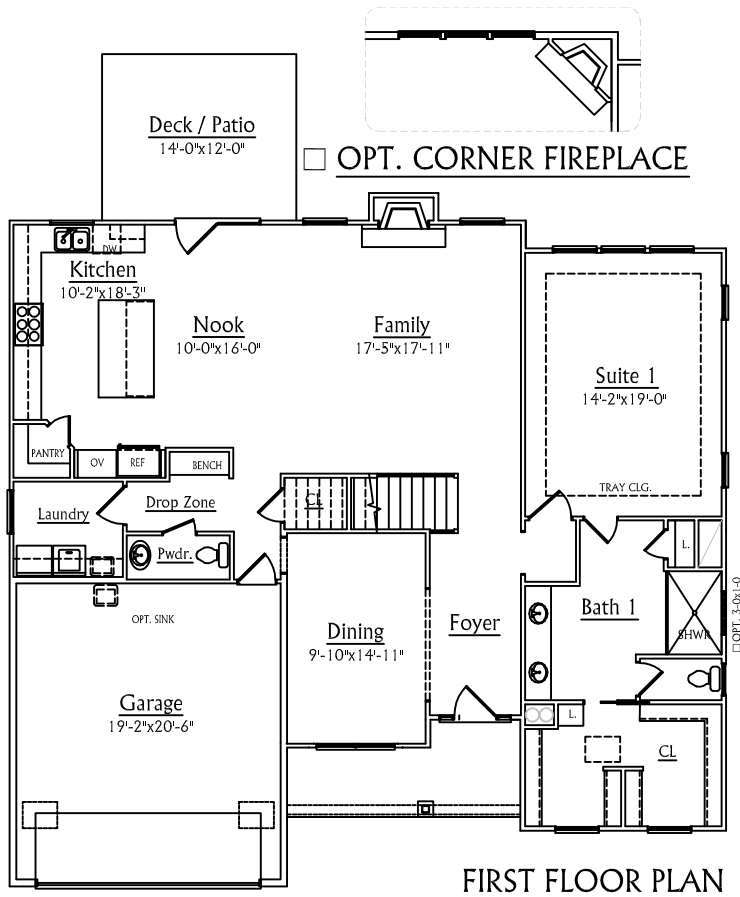 Deck / Patio
14'-0"x12'-0"
OPT. CORNER FIREPLACE
DW
Kitchen
10'-2"x18'-3"
Nook
10'-0"x16'-0"
Family
17'-5"x17'-11"
Suite 1
14'-2"x19'-0"
TRAY CLG.
PANTRY
OV
REF
BENCH
Laundry
Drop Zone
CL
Pwdr.
L.
OPT. SINK
Dining
9'-10"x14'-11"
Foyer
Bath 1
SHWR
OPT. 3-0x1-0
Garage
19'-2"x20'-6"
L.
CL
FIRST FLOOR PLAN